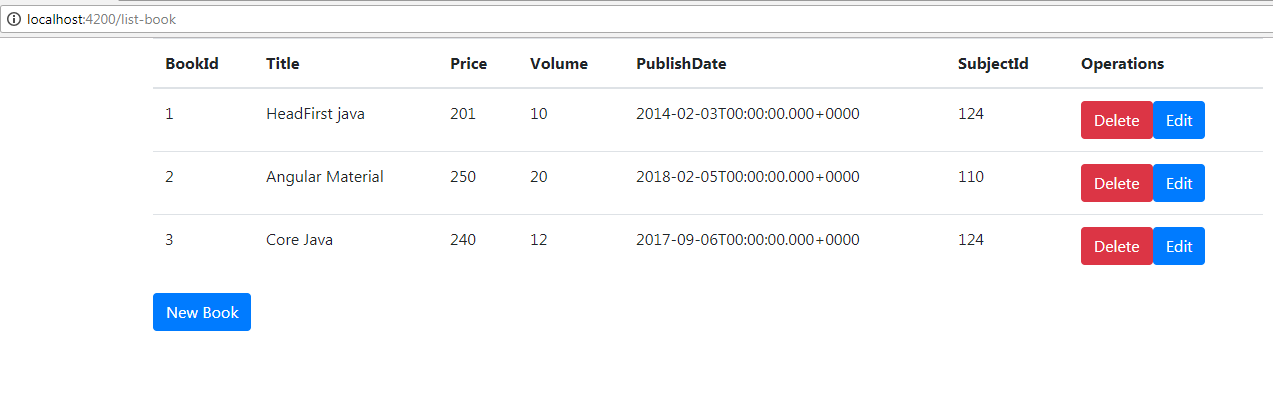 localhost:4200/list-book
BookId Title Price Volume PublishDate SubjectId Operations
1 HeadFirst java 201 10 2014-02-03T00:00:00.000+0000 124 Delete Edit
2 Angular Material 250 20 2018-02-05T00:00:00.000+0000 110 Delete Edit
3 Core Java 240 12 2017-09-06T00:00:00.000+0000 124 Delete Edit
New Book